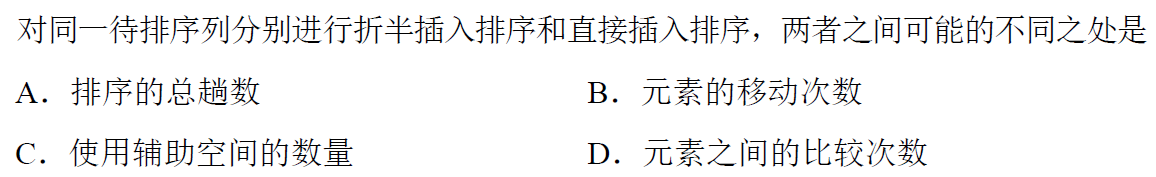 对同一待排序列分别进行折半插入排序和直接插入排序，两者之间可能的不同之处是
A．排序的总趟数 B．元素的移动次数
C．使用辅助空间的数量 D．元素之间的比较次数